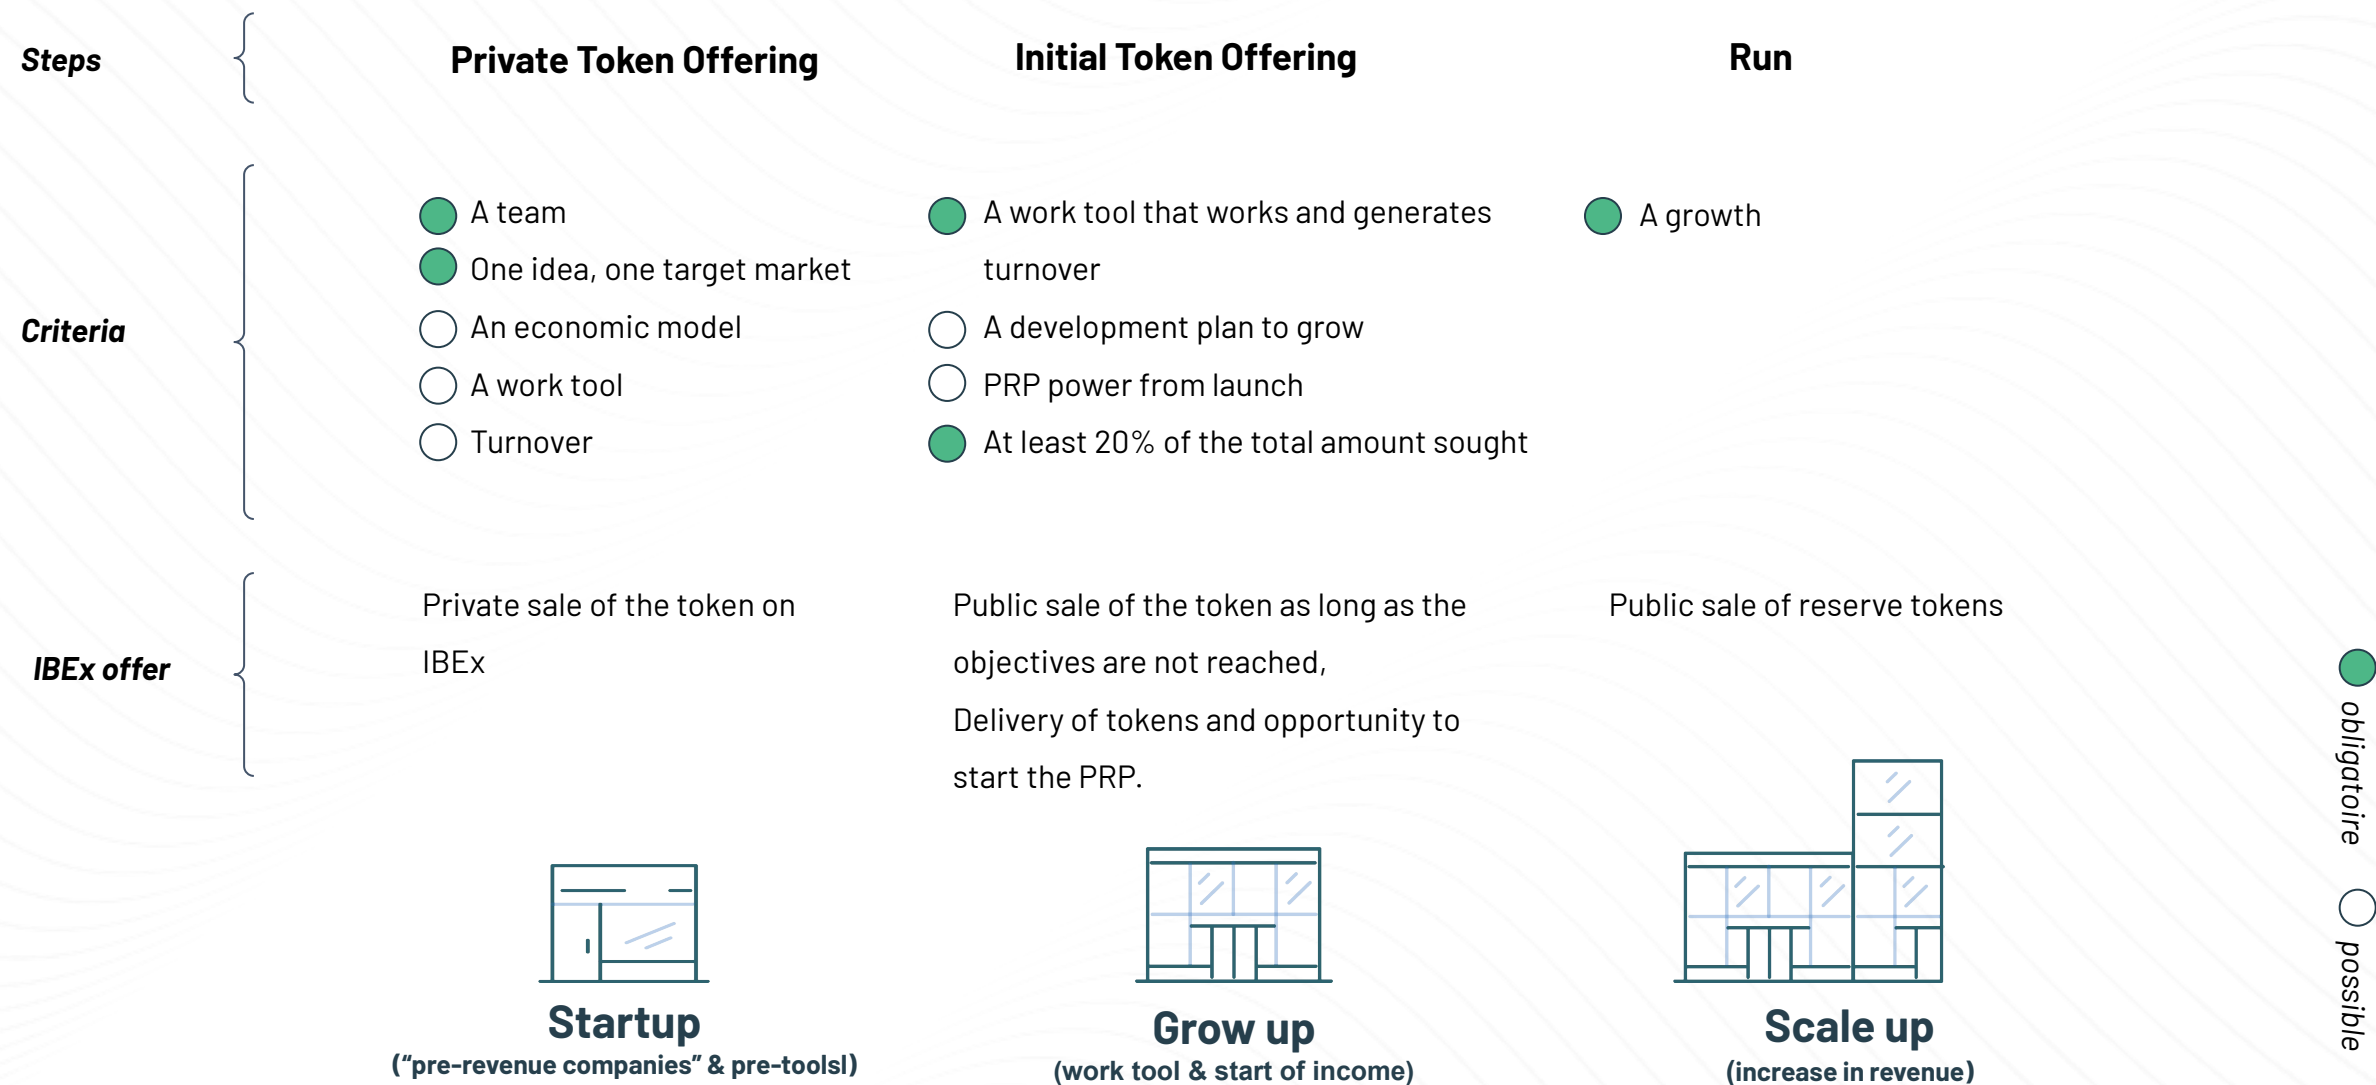 Steps
Private Token Offering
Initial Token Offering
Run
Criteria
A team
One idea, one target market
An economic model
A work tool
Turnover
A work tool that works and generates
turnover
A development plan to grow
PRP power from launch
At least 20% of the total amount sought
A growth
IBEx offer
Private sale of the token on
IBEx
Public sale of the token as long as the
objectives are not reached,
Delivery of tokens and opportunity to
start the PRP.
Public sale of reserve tokens
Startup
(“pre-revenue companies” & pre-toolsl)
Grow up
(work tool & start of income)
Scale up
(increase in revenue)
obligatoire
possible